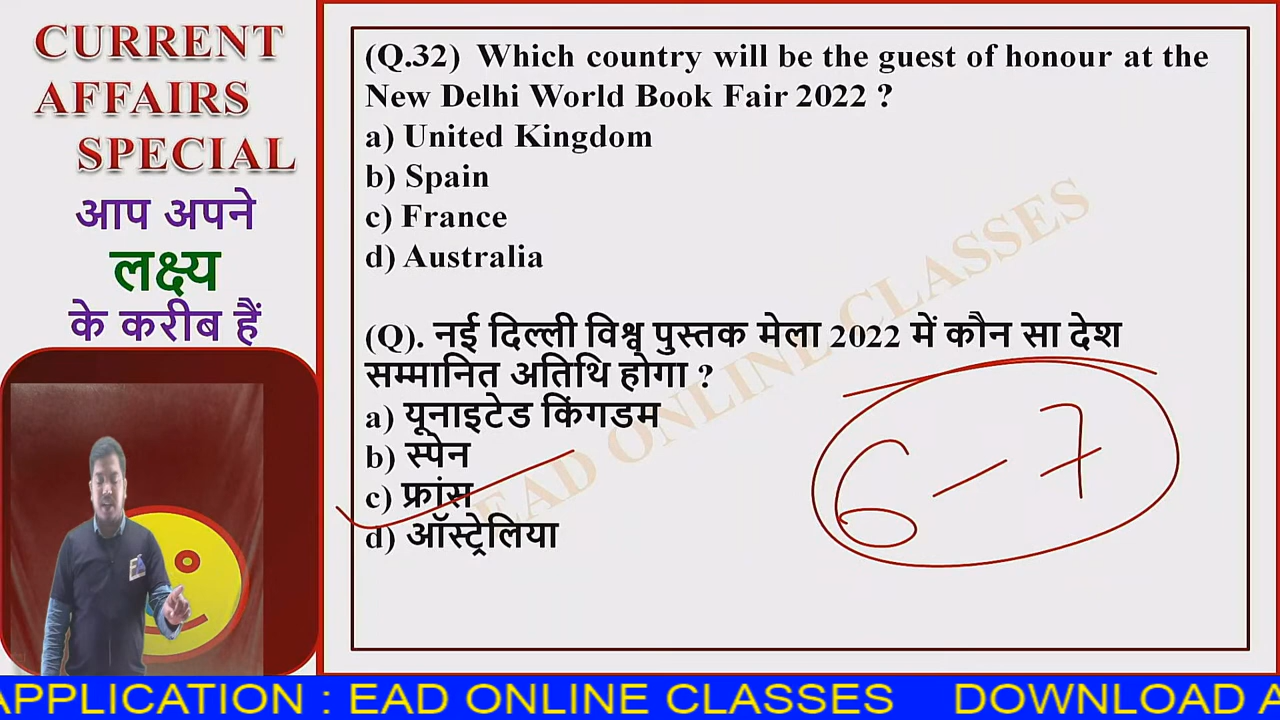 CURRENT
AFFAIRS
SPECIAL
आप अपने
लक्ष्य
के करीब हैं
(Q.32) Which country will be the guest of honour at the
New Delhi World Book Fair 2022 ?
a) United Kingdom
b) Spain
c) France
d) Australia
(Q). नई दिल्ली विश्व पुस्तक मेला 2022 में कौन सा देश
सम्मानित अतिथि होगा ?
a) यूनाइटेड किंगडम
b) स्पेन
c) फ्रांस
d) ऑस्ट्रेलिया
6 - 7
EAD ONLINE CLASSES
APPLICATION : EAD ONLINE CLASSES DOWNLOAD A